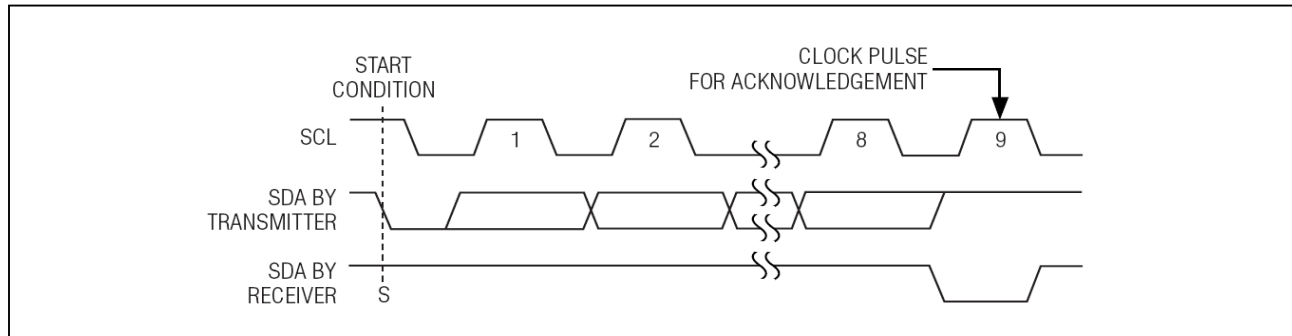 START
CONDITION
CLOCK PULSE
FOR ACKNOWLEDGEMENT
SCL
1
2
8
9
SDA BY
TRANSMITTER
SDA BY
RECEIVER
S